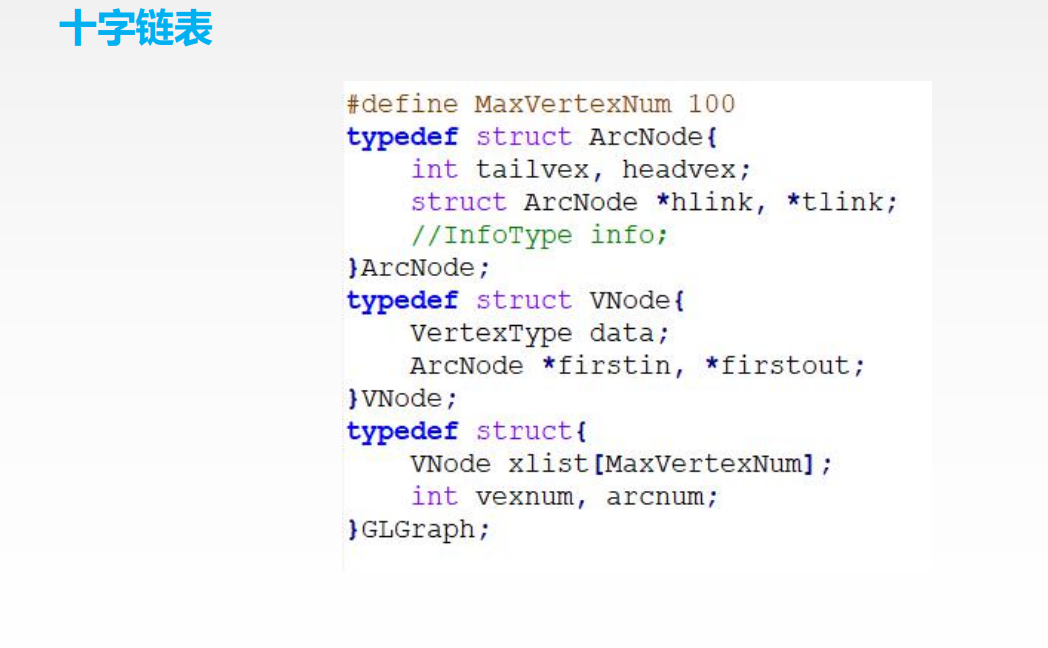 十字链表
#define MaxVertexNum 100
typedef struct ArcNode{
    int tailvex, headvex;
    struct ArcNode *hlink, *tlink;
    //InfoType info;
}ArcNode;
typedef struct VNode{
    VertexType data;
    ArcNode *firstin, *firstout;
}VNode;
typedef struct{
    VNode xlist[MaxVertexNum];
    int vexnum, arcnum;
}GLGraph;